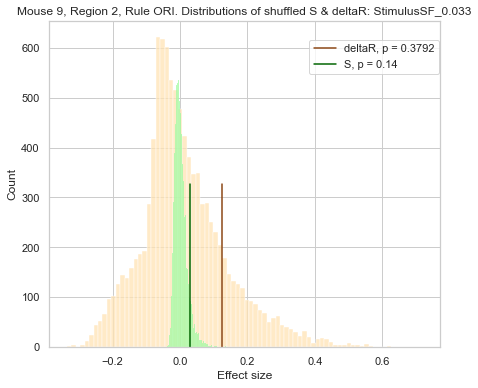 Mouse 9, Region 2, Rule ORI. Distributions of shuffled S & deltaR: StimulusSF_0.033
deltaR, p = 0.3792
S, p = 0.14
600
500
400
300
200
100
0
Count
−0.2 0.0 0.2 0.4 0.6
Effect size